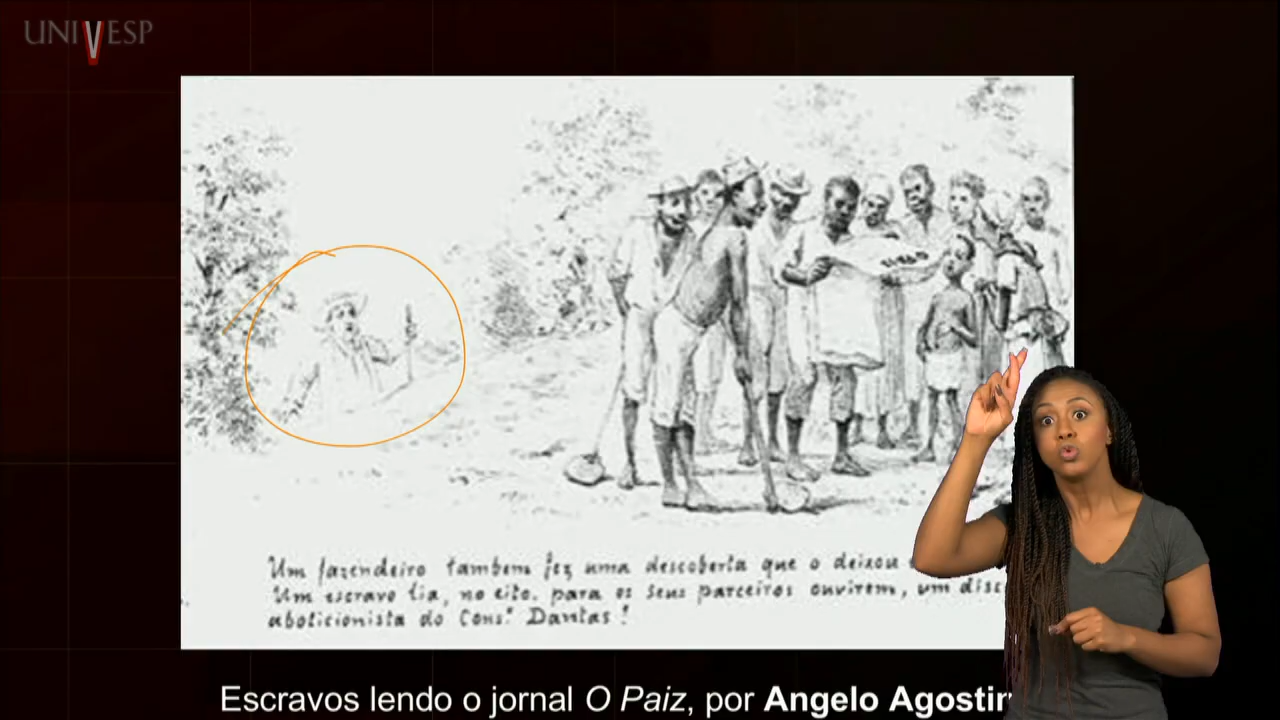 UNIVESP
Um fazendeiro tambem fez uma descoberta que o deixou
Um escravo lia, no eito, para os seus parceiros ouvirem, um disc
abolicionista do Cons.º Dantas!
Escravos lendo o jornal O Paiz, por Angelo Agostin